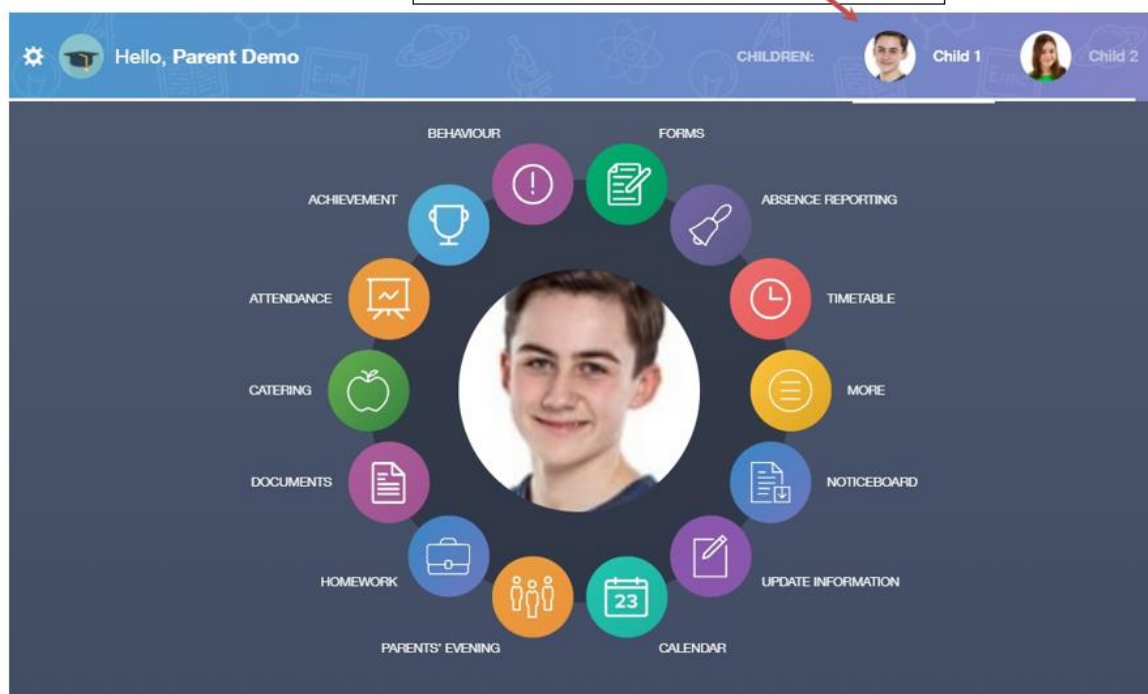 Hello, Parent Demo
CHILDREN:
Child 1
Child 2
BEHAVIOUR
FORMS
ACHIEVEMENT
ABSENCE REPORTING
ATTENDANCE
TIMETABLE
CATERING
MORE
DOCUMENTS
NOTICEBOARD
HOMEWORK
UPDATE INFORMATION
23
PARENTS' EVENING
CALENDAR